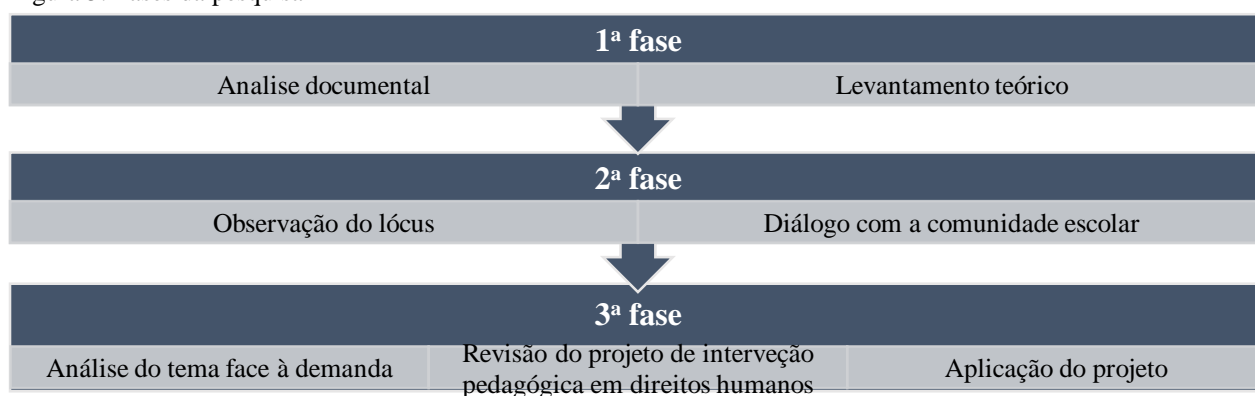 1ª fase
Analise documental
Levantamento teórico
2ª fase
Observação do lócus
Diálogo com a comunidade escolar
3ª fase
Análise do tema face à demanda
Revisão do projeto de interveção
pedagógica em direitos humanos
Aplicação do projeto